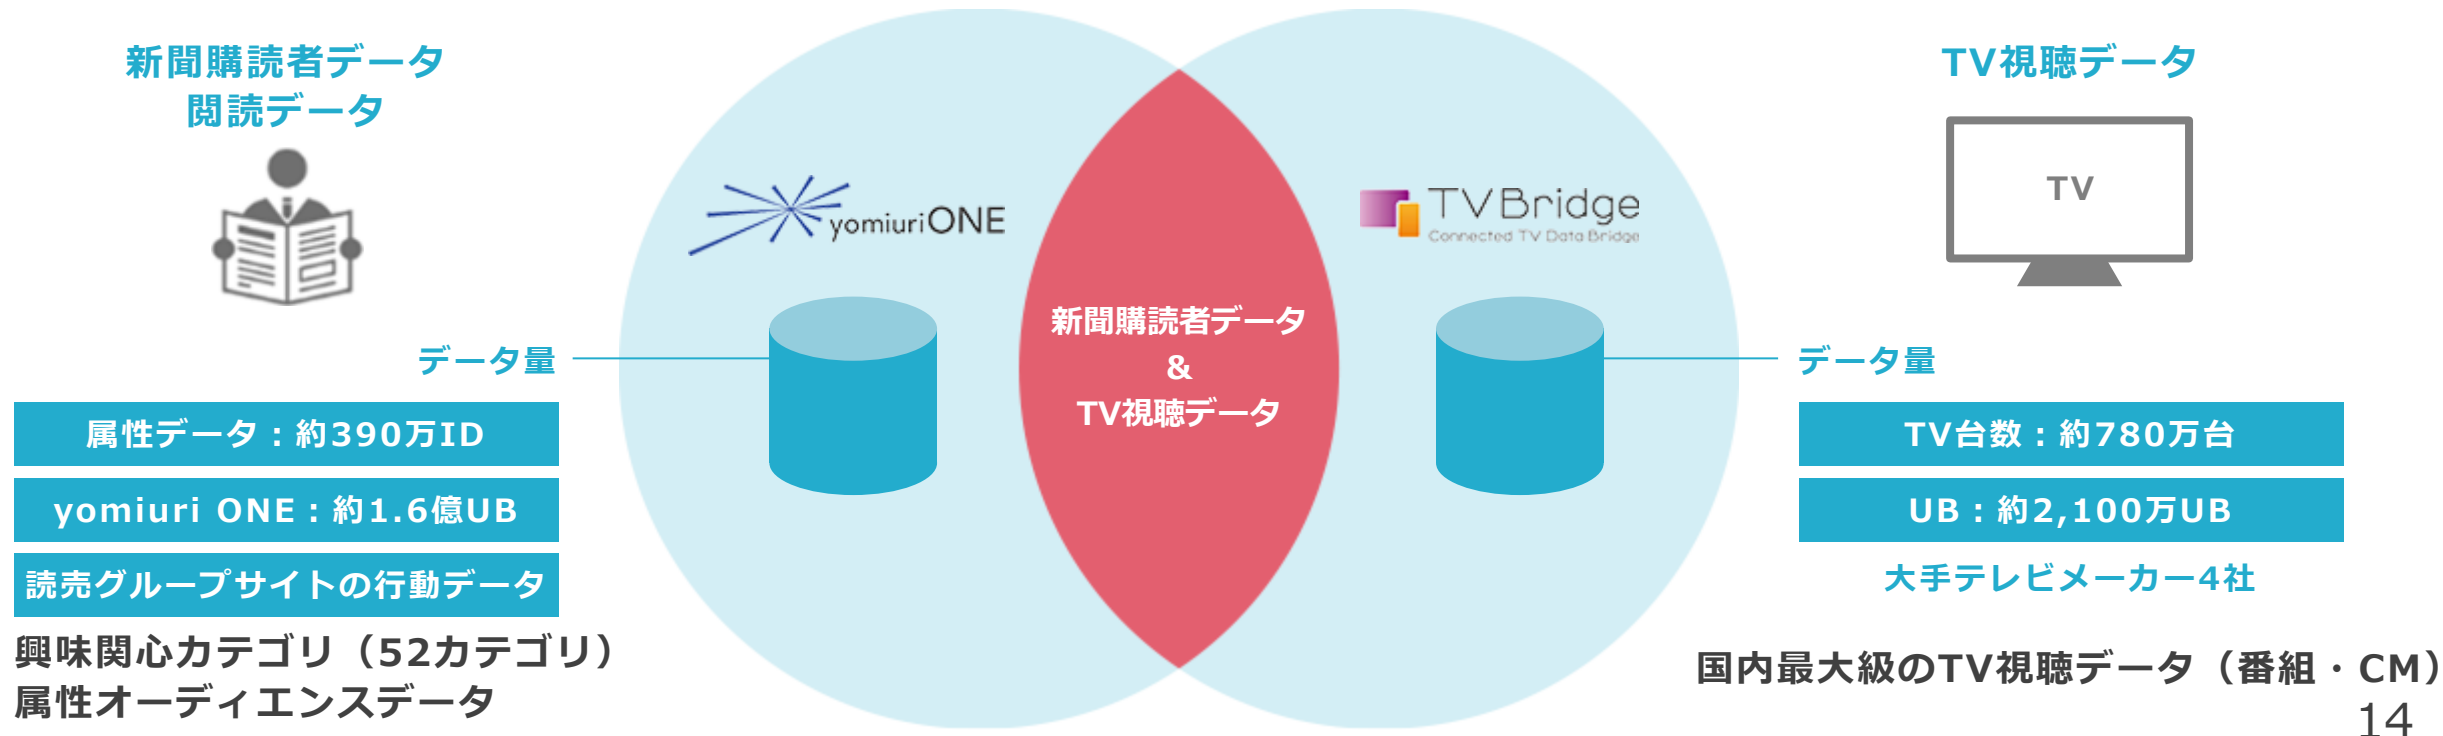 新聞購読者データ
閲読データ
データ量
属性データ：約390万ID
yomiuri ONE：約1.6億UB
読売グループサイトの行動データ
興味関心カテゴリ（52カテゴリ）
属性オーディエンスデータ
yomiuriONE
新聞購読者データ
&
TV視聴データ
TVBridge
Connected TV Data Bridge
TV視聴データ
TV
データ量
TV台数：約780万台
UB：約2,100万UB
大手テレビメーカー4社
国内最大級のTV視聴データ（番組・CM）
14